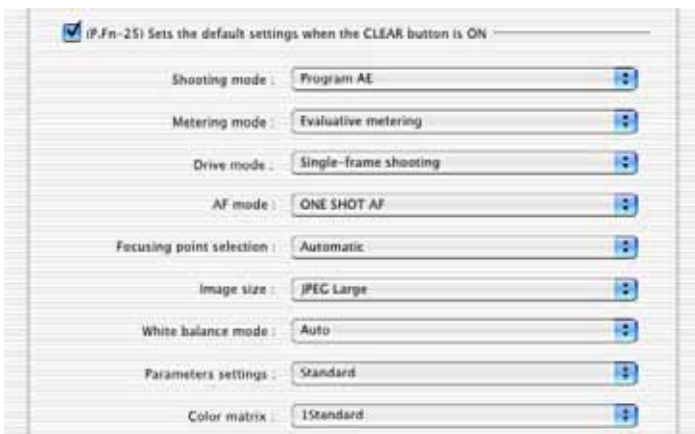 (P.Fn-25) Sets the default settings when the CLEAR button is ON
Shooting mode : Program AE
Metering mode : Evaluative metering
Drive mode : Single-frame shooting
AF mode : ONE SHOT AF
Focusing point selection : Automatic
Image size : JPEG Large
White balance mode : Auto
Parameters settings : Standard
Color matrix : 1Standard